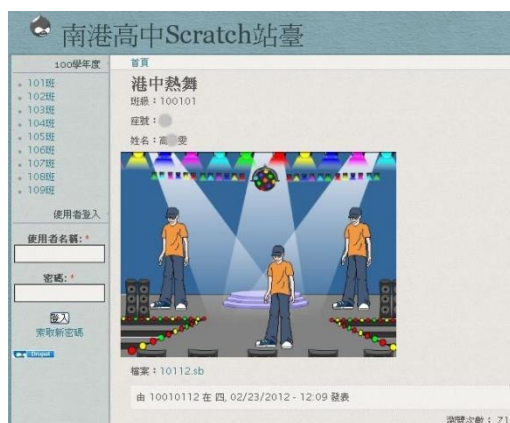 南港高中Scratch站臺
100學年度
101班
102班
103班
104班
105班
106班
107班
108班
109班
使用者登入
使用者名稱: *
密碼: *
登入
索取新密碼
Drupal
首頁
港中熱舞
班級：100101
座號：
姓名：高 雯
檔案：10112.sb
由 10010112 在 四, 02/23/2012 - 12:09 發表
瀏覽次數：71